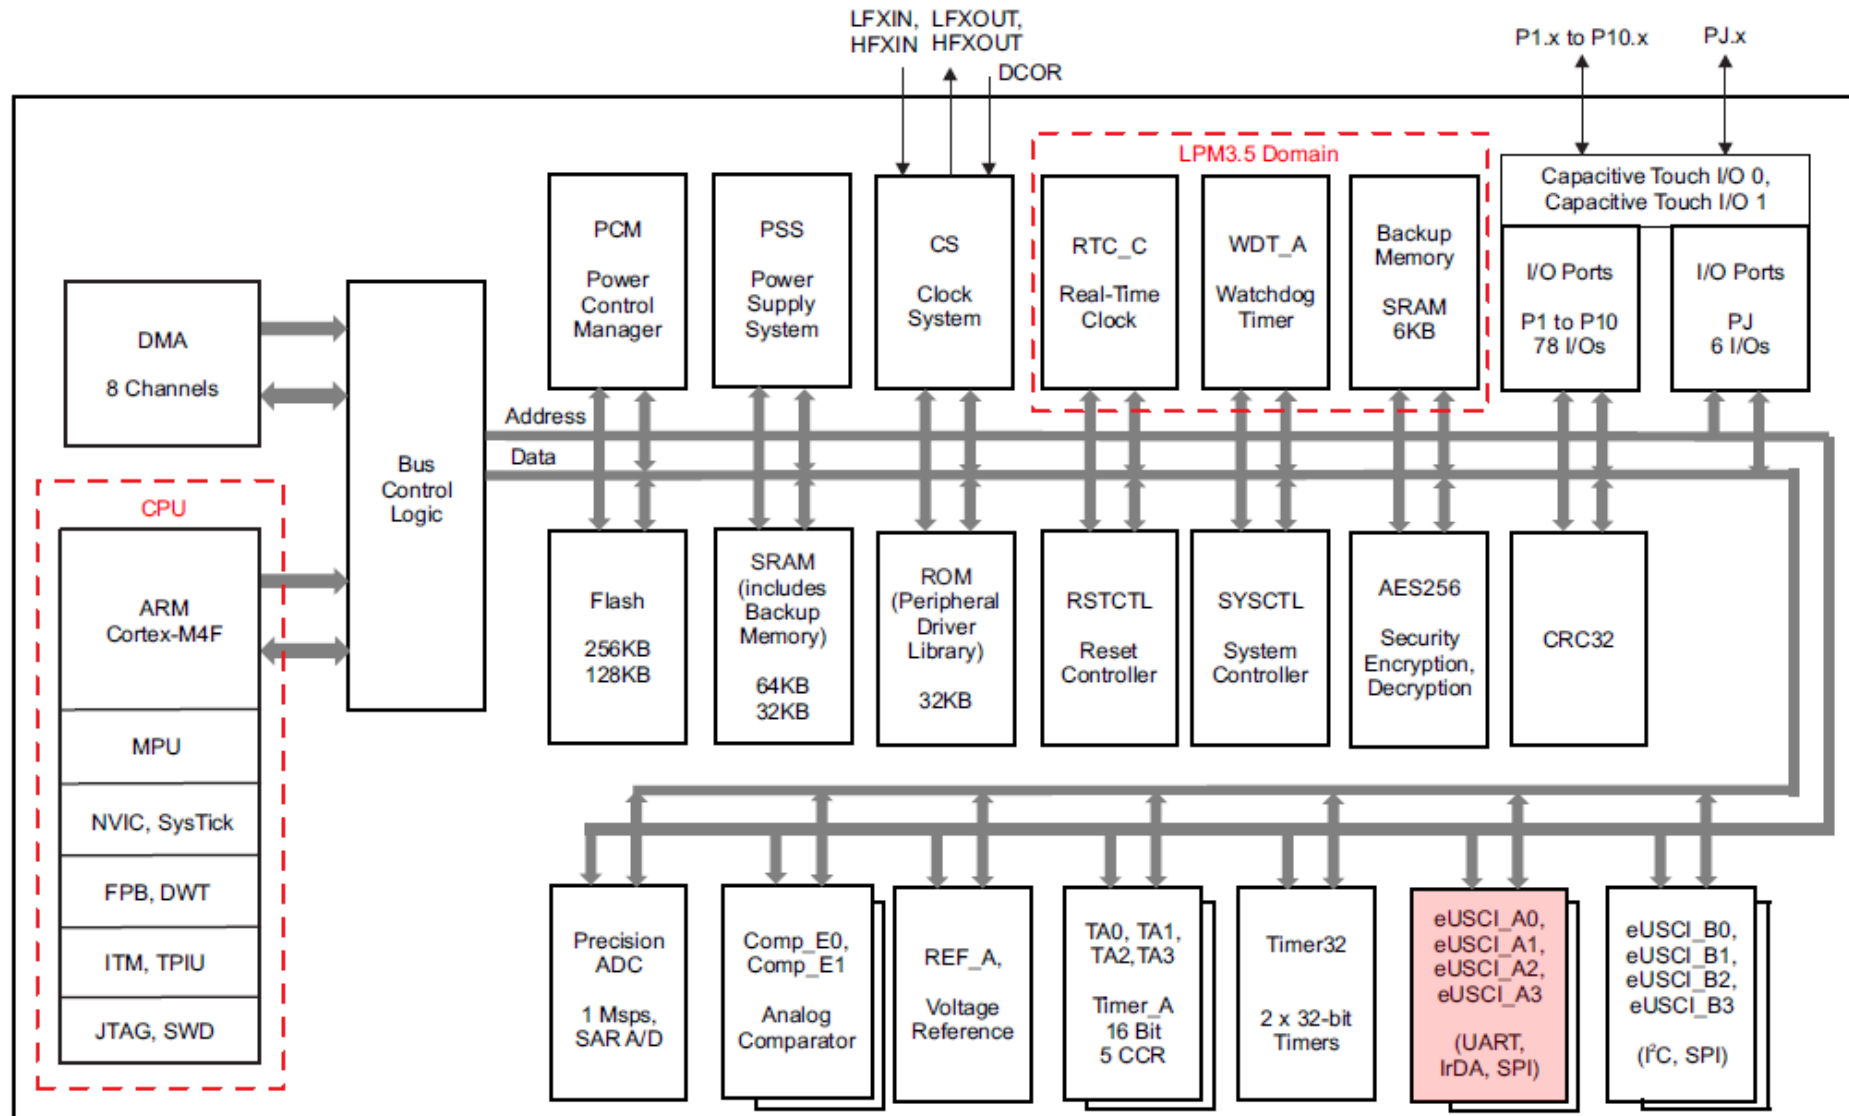 LFXIN, LFXOUT,
HFXIN HFXOUT
DCOR
P1.x to P10.x
PJ.x
LPM3.5 Domain
Capacitive Touch I/O 0,
Capacitive Touch I/O 1
PCM
Power
Control
Manager
PSS
Power
Supply
System
CS
Clock
System
RTC_C
Real-Time
Clock
WDT_A
Watchdog
Timer
Backup
Memory
SRAM
6KB
I/O Ports
P1 to P10
78 I/Os
I/O Ports
PJ
6 I/Os
DMA
8 Channels
Bus
Control
Logic
Address
Data
CPU
ARM
Cortex-M4F
MPU
NVIC, SysTick
FPB, DWT
ITM, TPIU
JTAG, SWD
Flash
256KB
128KB
SRAM
(includes
Backup
Memory)
64KB
32KB
ROM
(Peripheral
Driver
Library)
32KB
RSTCTL
Reset
Controller
SYSCTL
System
Controller
AES256
Security
Encryption,
Decryption
CRC32
Precision
ADC
1 Msps,
SAR A/D
Comp_E0,
Comp_E1
Analog
Comparator
REF_A,
Voltage
Reference
TA0, TA1,
TA2,TA3
Timer_A
16 Bit
5 CCR
Timer32
2 x 32-bit
Timers
eUSCI_A0,
eUSCI_A1,
eUSCI_A2,
eUSCI_A3
(UART,
IrDA, SPI)
eUSCI_B0,
eUSCI_B1,
eUSCI_B2,
eUSCI_B3
(I²C, SPI)